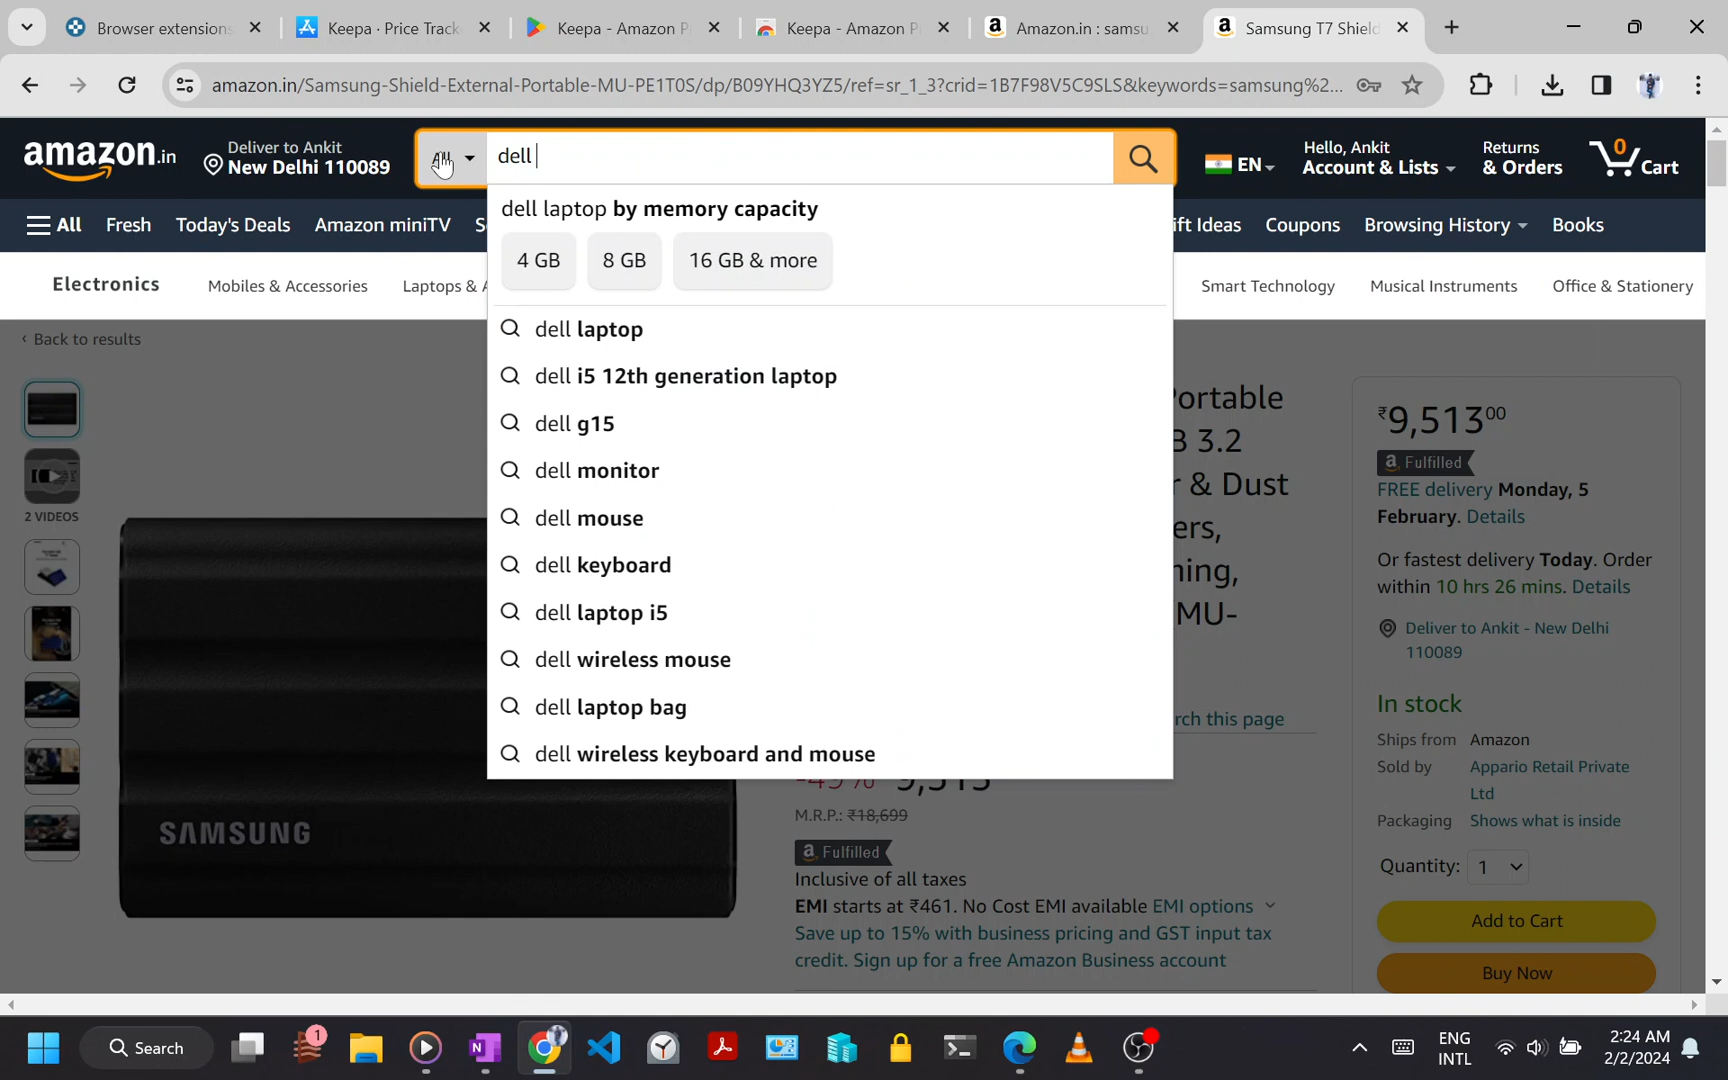 Browser extensions
Keepa · Price Track
Keepa - Amazon P
Keepa - Amazon P
Amazon.in : samsu
Samsung T7 Shield
amazon.in/Samsung-Shield-External-Portable-MU-PE1T0S/dp/B09YHQ3YZ5/ref=sr_1_3?crid=1B7F98V5C9SLS&keywords=samsung%2...
amazon.in
Deliver to Ankit
New Delhi 110089
dell
EN
Hello, Ankit
Account & Lists
Returns
& Orders
0
Cart
All
Fresh
Today's Deals
Amazon miniTV
ift Ideas
Coupons
Browsing History
Books
Electronics
Mobiles & Accessories
Laptops & A
Smart Technology
Musical Instruments
Office & Stationery
dell laptop by memory capacity
4 GB
8 GB
16 GB & more
dell laptop
dell i5 12th generation laptop
dell g15
dell monitor
dell mouse
dell keyboard
dell laptop i5
dell wireless mouse
dell laptop bag
dell wireless keyboard and mouse
‹ Back to results
2 VIDEOS
SAMSUNG
ortable
B 3.2
r & Dust
ers,
ning,
MU-
rch this page
M.R.P.: ₹18,699
Fulfilled
Inclusive of all taxes
EMI starts at ₹461. No Cost EMI available EMI options
Save up to 15% with business pricing and GST input tax
credit. Sign up for a free Amazon Business account
₹9,51300
Fulfilled
FREE delivery Monday, 5
February. Details
Or fastest delivery Today. Order
within 10 hrs 26 mins. Details
Deliver to Ankit - New Delhi
110089
In stock
Ships from Amazon
Sold by Appario Retail Private
Ltd
Packaging Shows what is inside
Quantity: 1
Add to Cart
Buy Now
Search
1
ENG
INTL
2:24 AM
2/2/2024